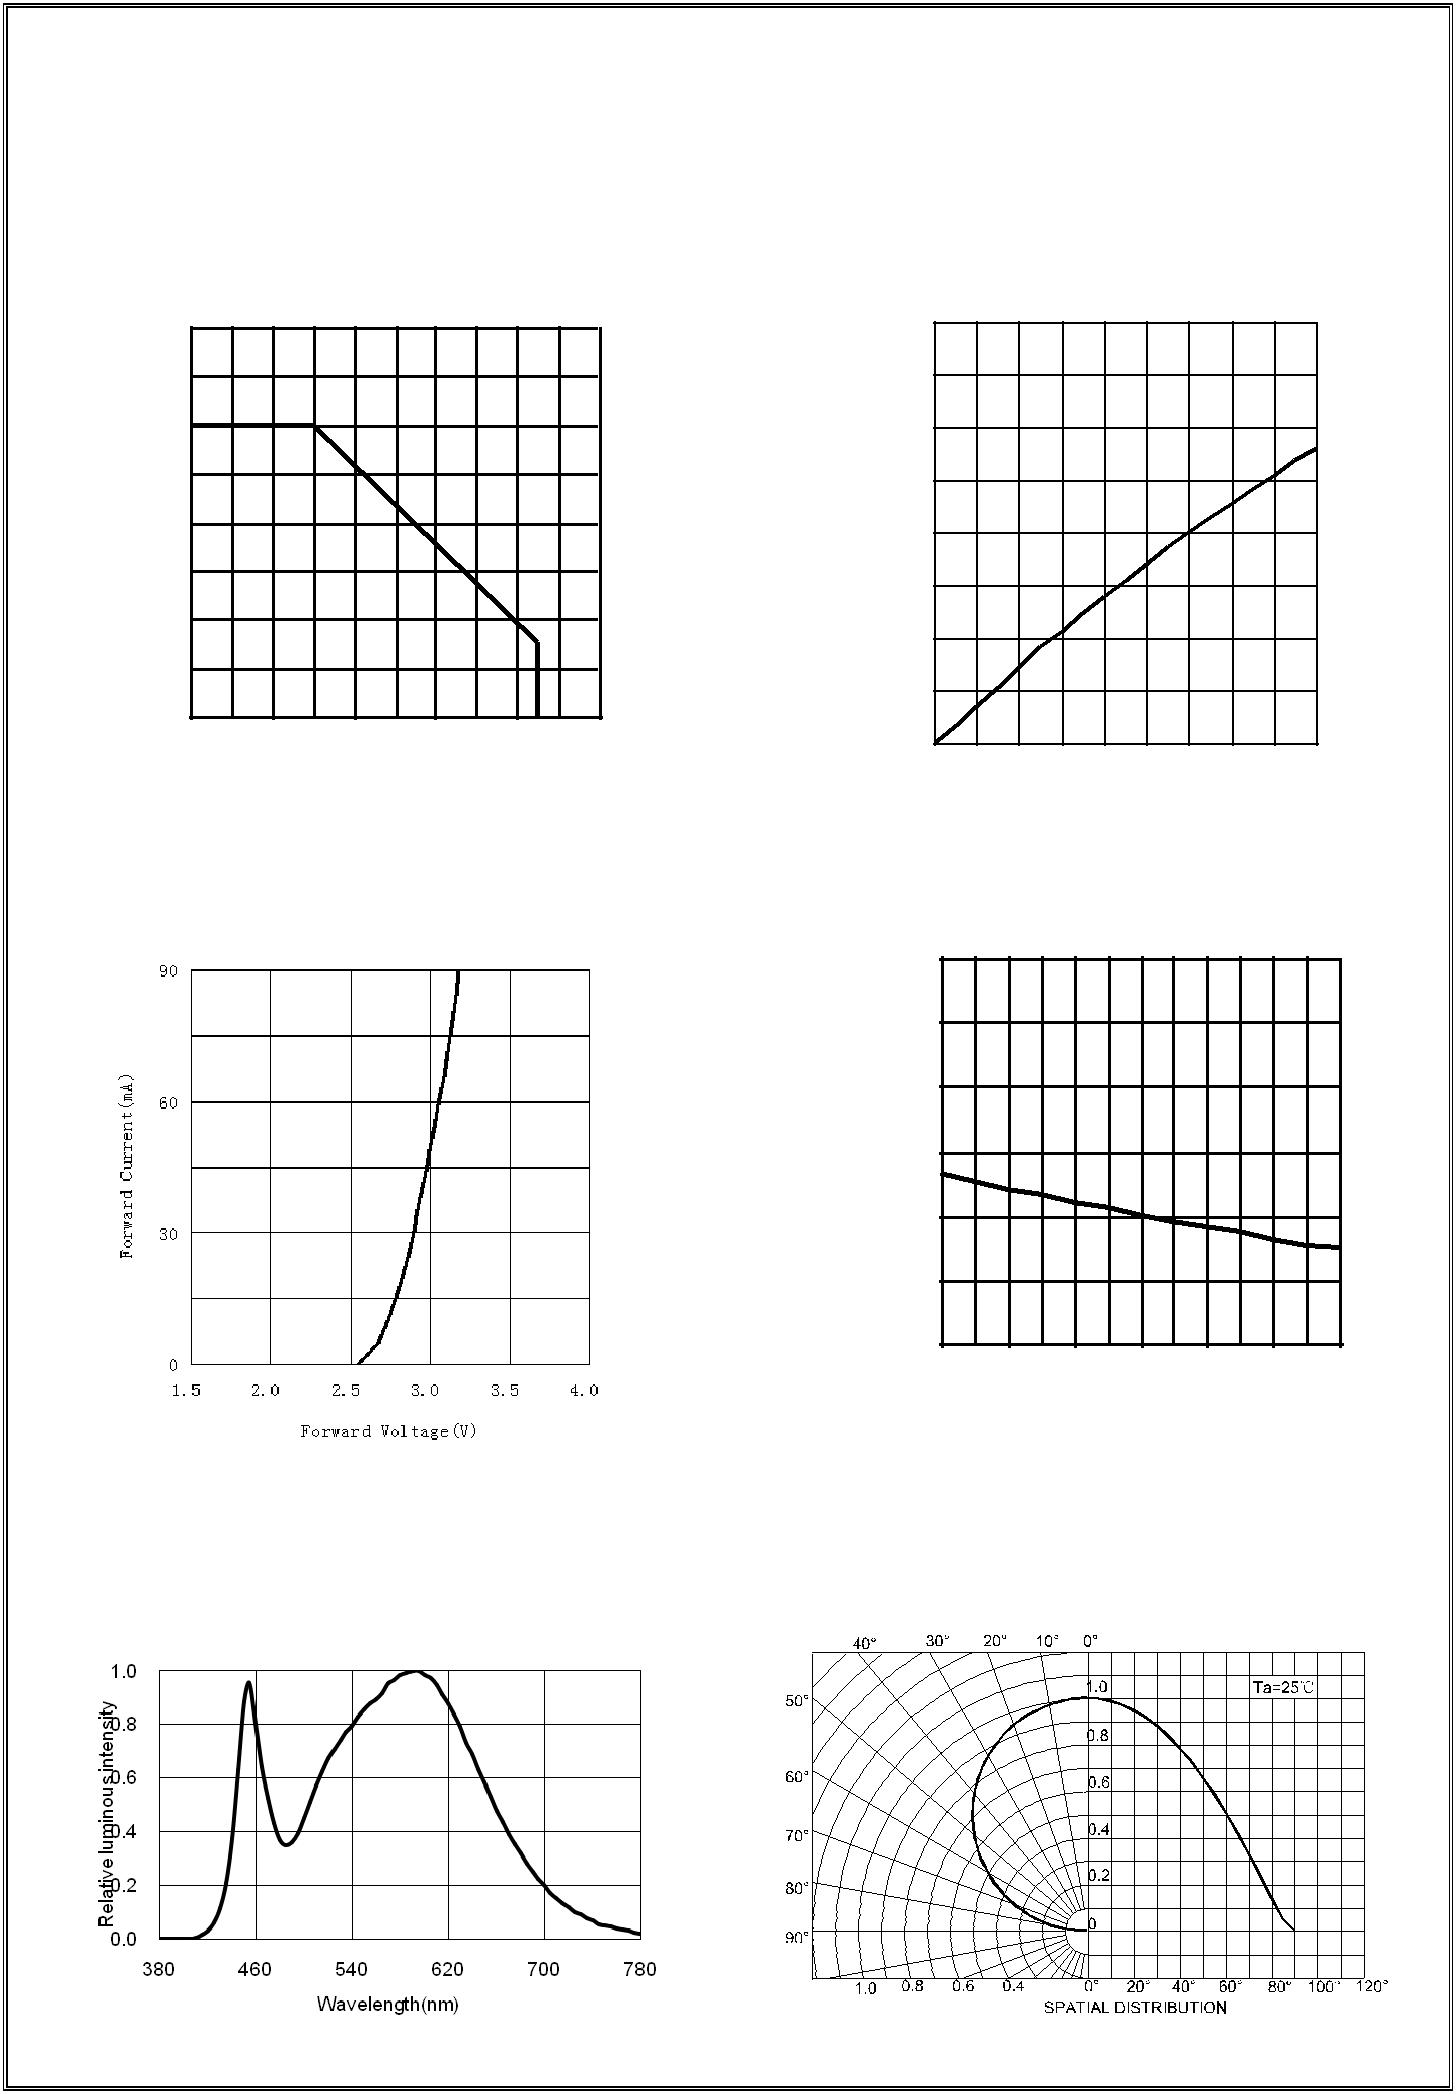 90
60
30
0
Forward Current(mA)
1.5 2.0 2.5 3.0 3.5 4.0
Forward Voltage(V)
1.0
0.8
0.6
0.4
0.2
0.0
Relative luminous intensity
380 460 540 620 700 780
Wavelength(nm)
40° 30° 20° 10° 0°
50°
60°
70°
80°
90°
Ta=25℃
1.0
0.8
0.6
0.4
0.2
0
1.0 0.8 0.6 0.4 0° 20° 40° 60° 80° 100° 120°
SPATIAL DISTRIBUTION